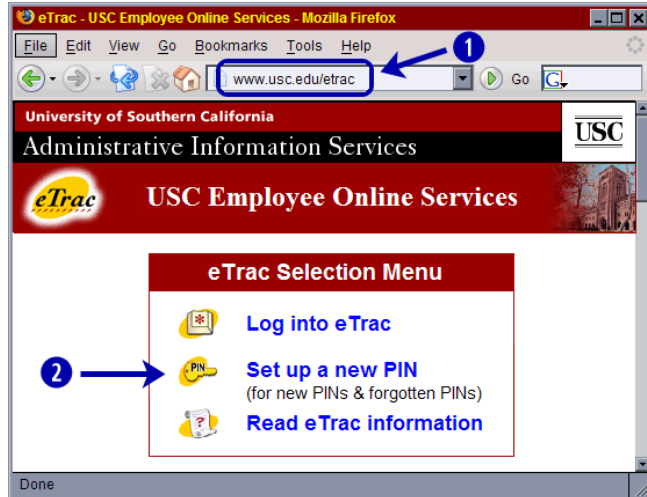 eTrac - USC Employee Online Services - Mozilla Firefox
File Edit View Go Bookmarks Tools Help
1
www.usc.edu/etrac Go G
University of Southern California
Administrative Information Services
USC
eTrac USC Employee Online Services
eTrac Selection Menu
* Log into eTrac
2 PIN Set up a new PIN
(for new PINs & forgotten PINs)
? Read eTrac information
Done